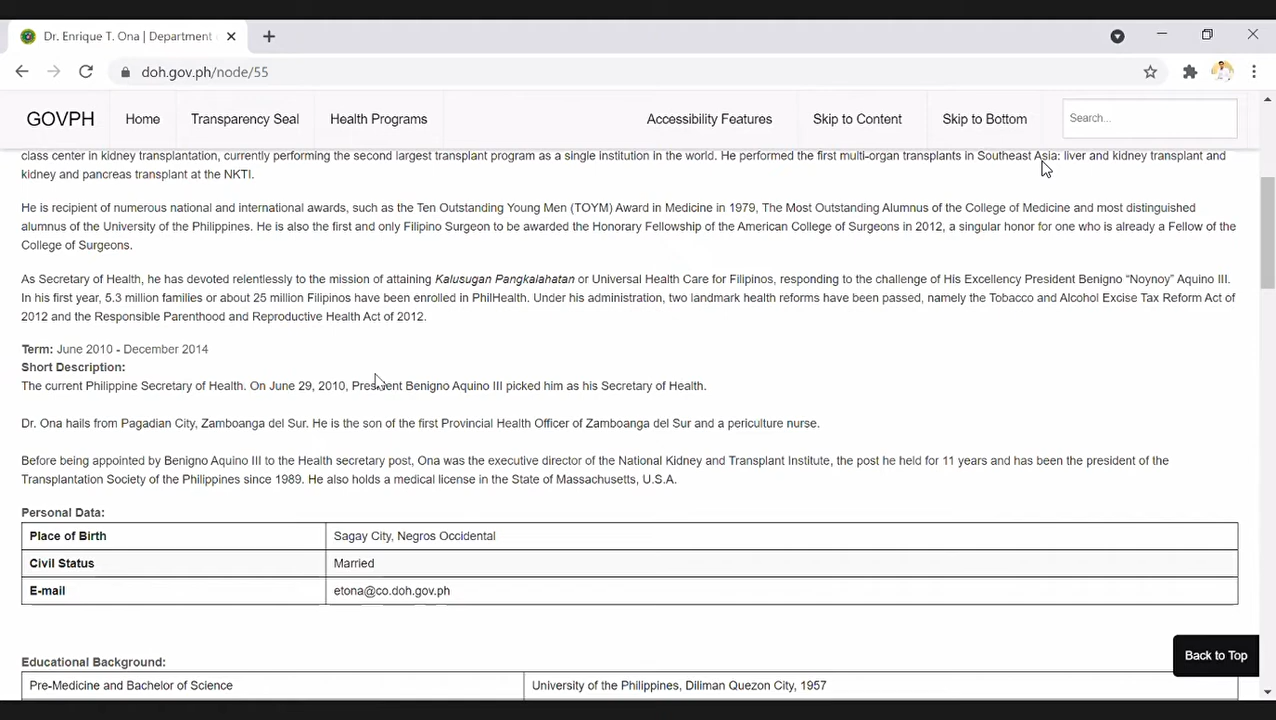 Dr. Enrique T. Ona | Department
doh.gov.ph/node/55
GOVPH Home Transparency Seal Health Programs Accessibility Features Skip to Content Skip to Bottom Search...
class center in kidney transplantation, currently performing the second largest transplant program as a single institution in the world. He performed the first multi-organ transplants in Southeast Asia: liver and kidney transplant and
kidney and pancreas transplant at the NKTI.
He is recipient of numerous national and international awards, such as the Ten Outstanding Young Men (TOYM) Award in Medicine in 1979, The Most Outstanding Alumnus of the College of Medicine and most distinguished
alumnus of the University of the Philippines. He is also the first and only Filipino Surgeon to be awarded the Honorary Fellowship of the American College of Surgeons in 2012, a singular honor for one who is already a Fellow of the
College of Surgeons.
As Secretary of Health, he has devoted relentlessly to the mission of attaining Kalusugan Pangkalahatan or Universal Health Care for Filipinos, responding to the challenge of His Excellency President Benigno “Noynoy” Aquino III.
In his first year, 5.3 million families or about 25 million Filipinos have been enrolled in PhilHealth. Under his administration, two landmark health reforms have been passed, namely the Tobacco and Alcohol Excise Tax Reform Act of
2012 and the Responsible Parenthood and Reproductive Health Act of 2012.
Term: June 2010 - December 2014
Short Description:
The current Philippine Secretary of Health. On June 29, 2010, President Benigno Aquino III picked him as his Secretary of Health.
Dr. Ona hails from Pagadian City, Zamboanga del Sur. He is the son of the first Provincial Health Officer of Zamboanga del Sur and a periculture nurse.
Before being appointed by Benigno Aquino III to the Health secretary post, Ona was the executive director of the National Kidney and Transplant Institute, the post he held for 11 years and has been the president of the
Transplantation Society of the Philippines since 1989. He also holds a medical license in the State of Massachusetts, U.S.A.
Personal Data:
Place of Birth Sagay City, Negros Occidental
Civil Status Married
E-mail etona@co.doh.gov.ph
Back to Top
Educational Background:
Pre-Medicine and Bachelor of Science University of the Philippines, Diliman Quezon City, 1957